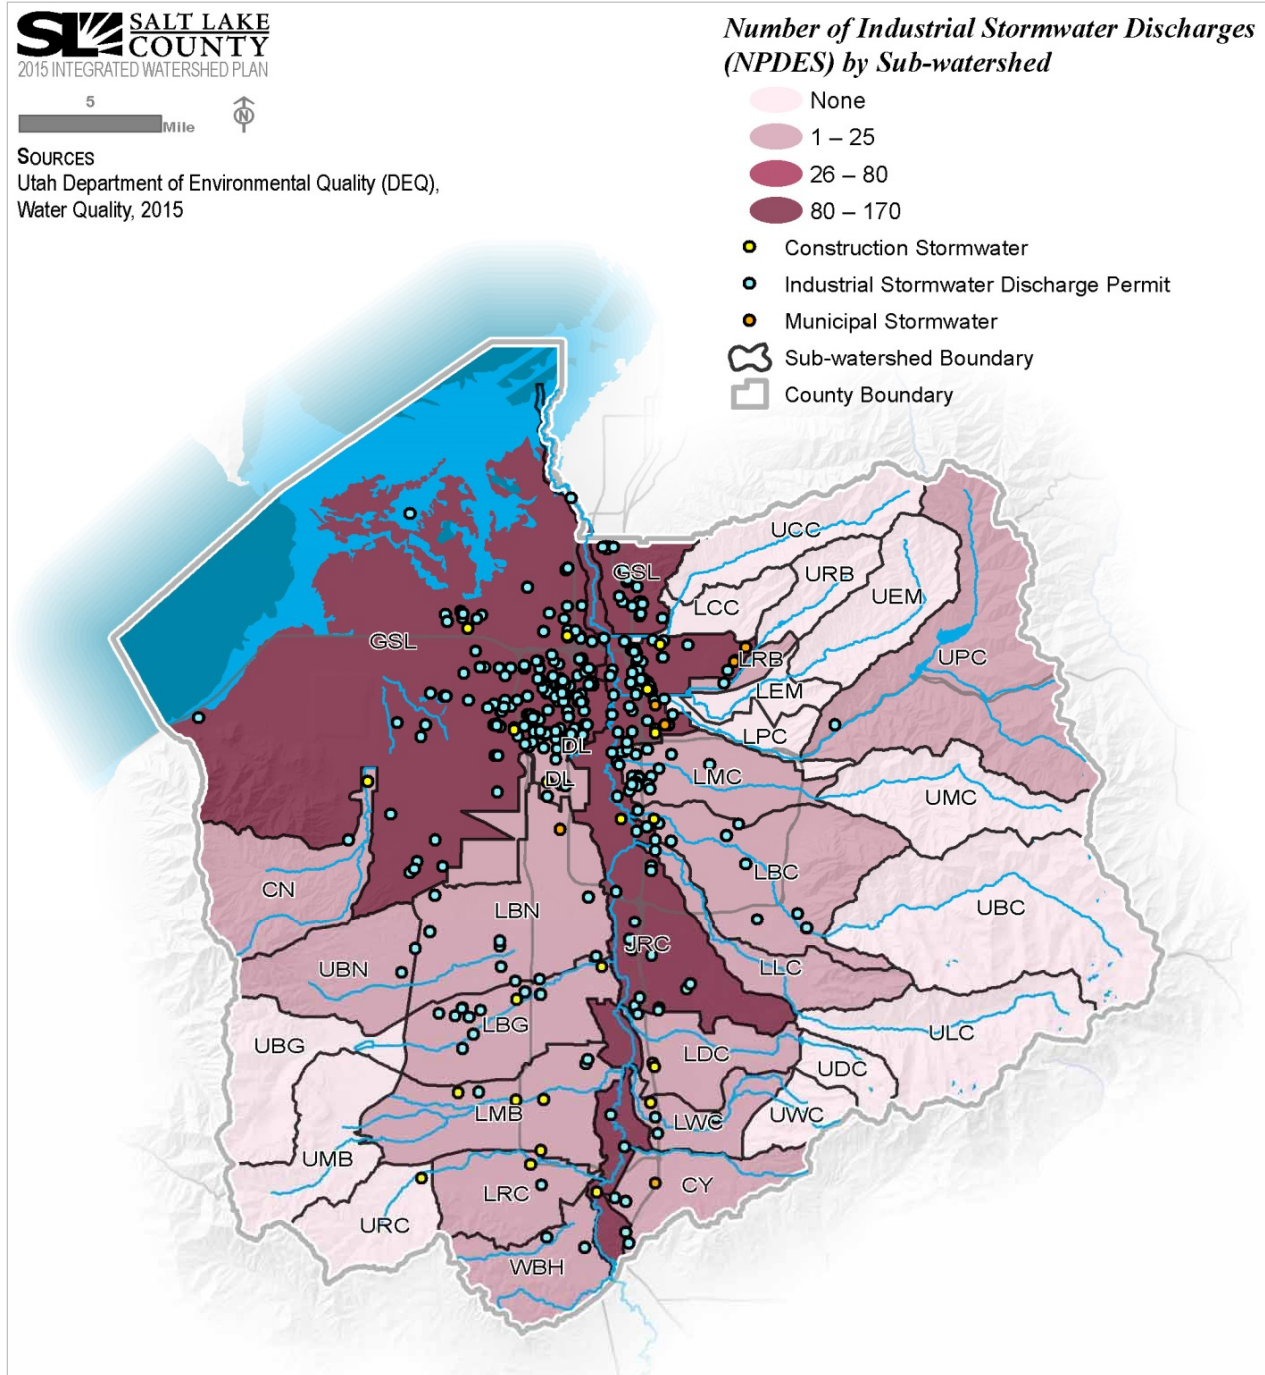 SL SALT LAKE
COUNTY
2015 INTEGRATED WATERSHED PLAN
5
Mile
N
SOURCES
Utah Department of Environmental Quality (DEQ),
Water Quality, 2015
Number of Industrial Stormwater Discharges
(NPDES) by Sub-watershed
None
1 – 25
26 – 80
80 – 170
Construction Stormwater
Industrial Stormwater Discharge Permit
Municipal Stormwater
Sub-watershed Boundary
County Boundary
UCC
GSL
URB
UEM
LCC
GSL
UPC
LRB
LEM
LPC
DL
DL
LMC
UMC
LBC
CN
UBC
LBN
JRC
UBN
LLC
LBG
ULC
UBG
LDC
UDC
LMB
LWC
UWC
UMB
LRC
CY
URC
WBH